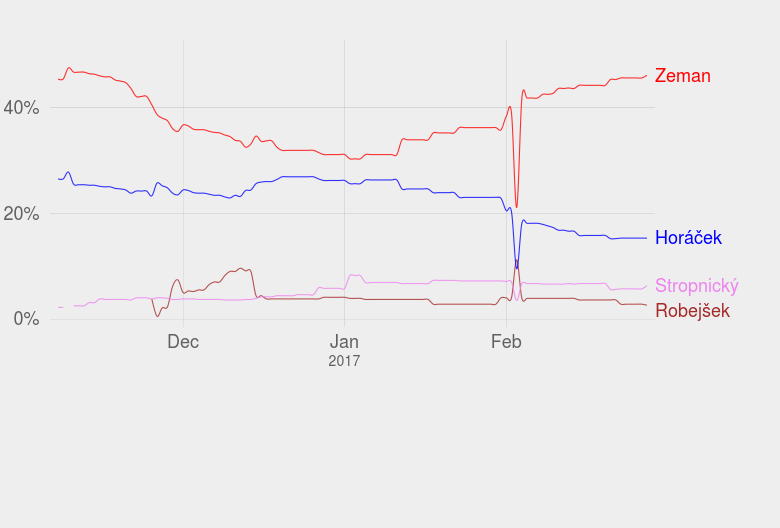 Zeman
40%
20%
Horáček
Stropnický
Robejšek
0%
Dec
Jan
Feb
2017